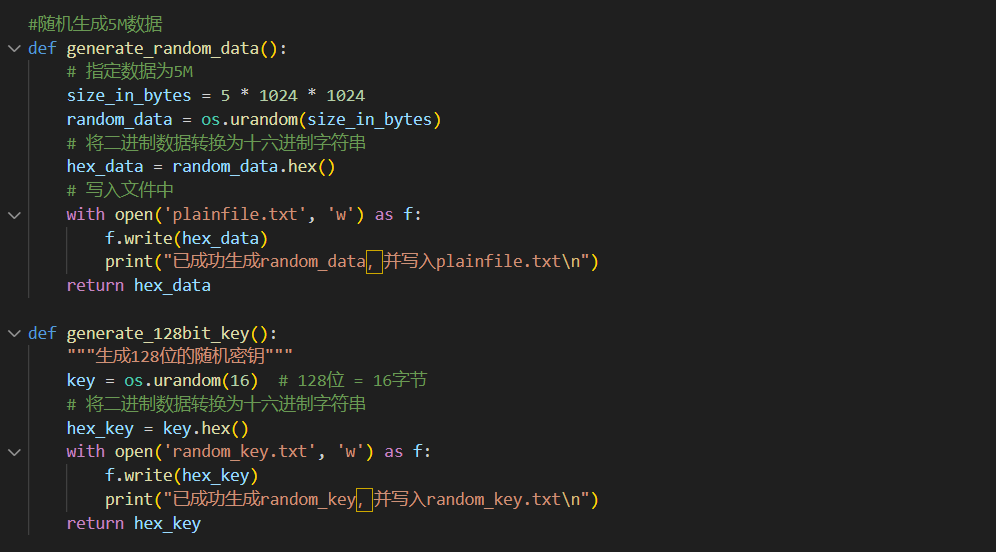 #随机生成5M数据
def generate_random_data():
    # 指定数据为5M
    size_in_bytes = 5 * 1024 * 1024
    random_data = os.urandom(size_in_bytes)
    # 将二进制数据转换为十六进制字符串
    hex_data = random_data.hex()
    # 写入文件中
    with open('plainfile.txt', 'w') as f:
        f.write(hex_data)
        print("已成功生成random_data，并写入plainfile.txt\n")
    return hex_data
def generate_128bit_key():
    """生成128位的随机密钥"""
    key = os.urandom(16)  # 128位 = 16字节
    # 将二进制数据转换为十六进制字符串
    hex_key = key.hex()
    with open('random_key.txt', 'w') as f:
        f.write(hex_key)
        print("已成功生成random_key，并写入random_key.txt\n")
    return hex_key